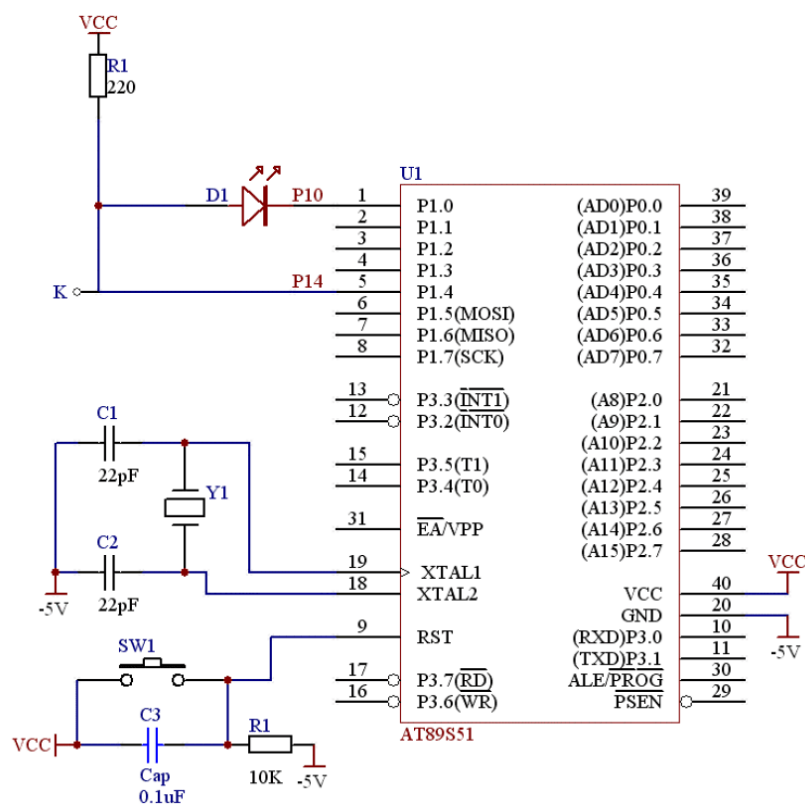 VCC
R1
220
D1
P10
K
P14
U1
1 P1.0 (AD0)P0.0 39
2 P1.1 (AD1)P0.1 38
3 P1.2 (AD2)P0.2 37
4 P1.3 (AD3)P0.3 36
5 P1.4 (AD4)P0.4 35
6 P1.5(MOSI) (AD5)P0.5 34
7 P1.6(MISO) (AD6)P0.6 33
8 P1.7(SCK) (AD7)P0.7 32
13 P3.3(INT1) (A8)P2.0 21
12 P3.2(INT0) (A9)P2.1 22
(A10)P2.2 23
15 P3.5(T1) (A11)P2.3 24
14 P3.4(T0) (A12)P2.4 25
(A13)P2.5 26
31 EA/VPP (A14)P2.6 27
(A15)P2.7 28
19 XTAL1
18 XTAL2 VCC 40
GND 20
9 RST (RXD)P3.0 10
(TXD)P3.1 11
17 P3.7(RD) ALE/PROG 30
16 P3.6(WR) PSEN 29
AT89S51
VCC
-5V
C1
22pF
Y1
C2
22pF
-5V
SW1
C3
VCC
Cap
0.1uF
R1
10K
-5V